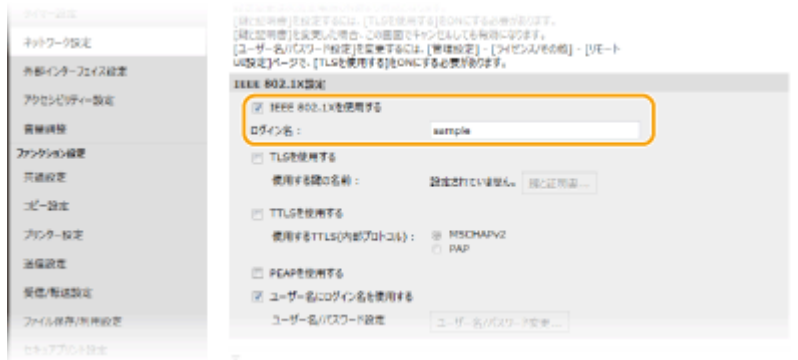 タイマー設定
ネットワーク設定
外部インターフェイス設定
アクセシビリティー設定
音量調整
ファンクション設定
共通設定
コピー設定
プリンター設定
送信設定
受信/転送設定
ファイル保存/利用設定
セキュアプリント設定
[鍵と証明書]を設定するには、[TLSを使用する]をONにする必要があります。
[鍵と証明書]を変更した場合、この画面でキャンセルしても有効になります。
[ユーザー名/パスワード設定]を変更するには、[管理設定] - [ライセンス/その他] - [リモート
UI設定]ページで、[TLSを使用する]をONにする必要があります。
IEEE 802.1X設定
IEEE 802.1Xを使用する
ログイン名 : sample
TLSを使用する
使用する鍵の名前 : 設定されていません。 鍵と証明書...
TTLSを使用する
使用するTTLS(内部プロトコル) : MSCHAPv2
PAP
PEAPを使用する
ユーザー名にログイン名を使用する
ユーザー名/パスワード設定 ユーザー名/パスワード変更...